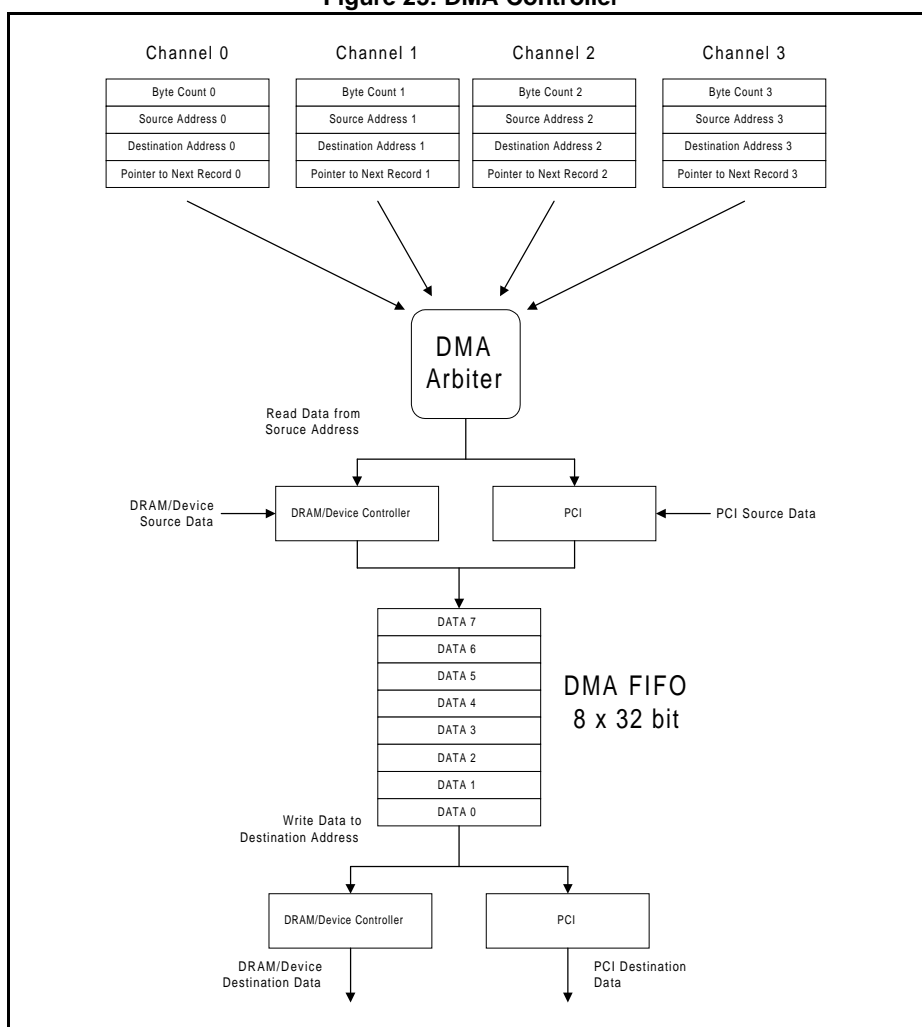 Figure 25: DMA Controller
Channel 0
Channel 1
Channel 2
Channel 3
Byte Count 0
Source Address 0
Destination Address 0
Pointer to Next Record 0
Byte Count 1
Source Address 1
Destination Address 1
Pointer to Next Record 1
Byte Count 2
Source Address 2
Destination Address 2
Pointer to Next Record 2
Byte Count 3
Source Address 3
Destination Address 3
Pointer to Next Record 3
DMA
Arbiter
Read Data from
Soruce Address
DRAM/Device
Source Data
DRAM/Device Controller
PCI
PCI Source Data
DATA 7
DATA 6
DATA 5
DATA 4
DATA 3
DATA 2
DATA 1
DATA 0
DMA FIFO
8 x 32 bit
Write Data to
Destination Address
DRAM/Device Controller
PCI
DRAM/Device
Destination Data
PCI Destination
Data